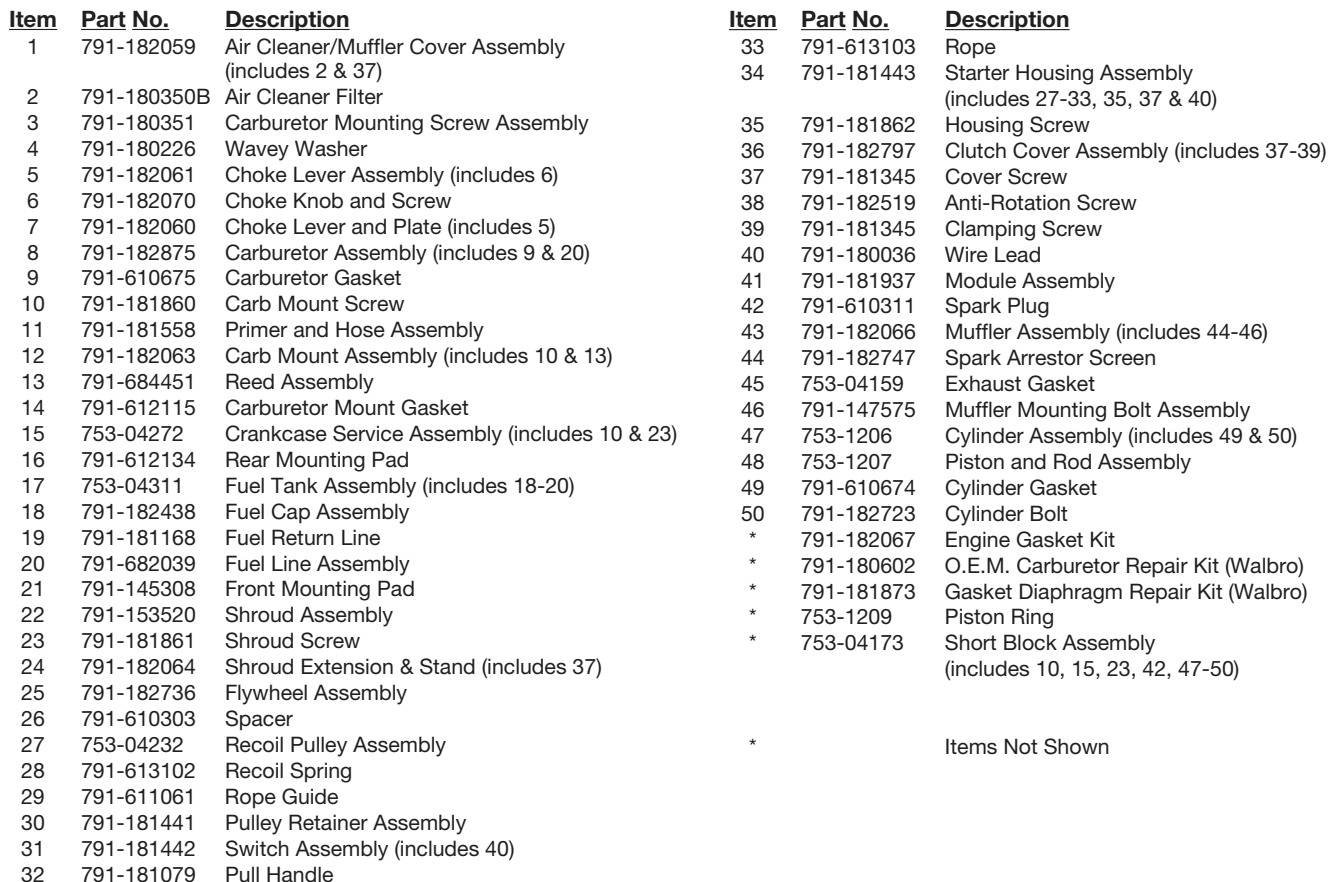 Item Part No. Description
1 791-182059 Air Cleaner/Muffler Cover Assembly
(includes 2 & 37)
2 791-180350B Air Cleaner Filter
3 791-180351 Carburetor Mounting Screw Assembly
4 791-180226 Wavey Washer
5 791-182061 Choke Lever Assembly (includes 6)
6 791-182070 Choke Knob and Screw
7 791-182060 Choke Lever and Plate (includes 5)
8 791-182875 Carburetor Assembly (includes 9 & 20)
9 791-610675 Carburetor Gasket
10 791-181860 Carb Mount Screw
11 791-181558 Primer and Hose Assembly
12 791-182063 Carb Mount Assembly (includes 10 & 13)
13 791-684451 Reed Assembly
14 791-612115 Carburetor Mount Gasket
15 753-04272 Crankcase Service Assembly (includes 10 & 23)
16 791-612134 Rear Mounting Pad
17 753-04311 Fuel Tank Assembly (includes 18-20)
18 791-182438 Fuel Cap Assembly
19 791-181168 Fuel Return Line
20 791-682039 Fuel Line Assembly
21 791-145308 Front Mounting Pad
22 791-153520 Shroud Assembly
23 791-181861 Shroud Screw
24 791-182064 Shroud Extension & Stand (includes 37)
25 791-182736 Flywheel Assembly
26 791-610303 Spacer
27 753-04232 Recoil Pulley Assembly
28 791-613102 Recoil Spring
29 791-611061 Rope Guide
30 791-181441 Pulley Retainer Assembly
31 791-181442 Switch Assembly (includes 40)
32 791-181079 Pull Handle
Item Part No. Description
33 791-613103 Rope
34 791-181443 Starter Housing Assembly
(includes 27-33, 35, 37 & 40)
35 791-181862 Housing Screw
36 791-182797 Clutch Cover Assembly (includes 37-39)
37 791-181345 Cover Screw
38 791-182519 Anti-Rotation Screw
39 791-181345 Clamping Screw
40 791-180036 Wire Lead
41 791-181937 Module Assembly
42 791-610311 Spark Plug
43 791-182066 Muffler Assembly (includes 44-46)
44 791-182747 Spark Arrestor Screen
45 753-04159 Exhaust Gasket
46 791-147575 Muffler Mounting Bolt Assembly
47 753-1206 Cylinder Assembly (includes 49 & 50)
48 753-1207 Piston and Rod Assembly
49 791-610674 Cylinder Gasket
50 791-182723 Cylinder Bolt
* 791-182067 Engine Gasket Kit
* 791-180602 O.E.M. Carburetor Repair Kit (Walbro)
* 791-181873 Gasket Diaphragm Repair Kit (Walbro)
* 753-1209 Piston Ring
* 753-04173 Short Block Assembly
(includes 10, 15, 23, 42, 47-50)
* Items Not Shown